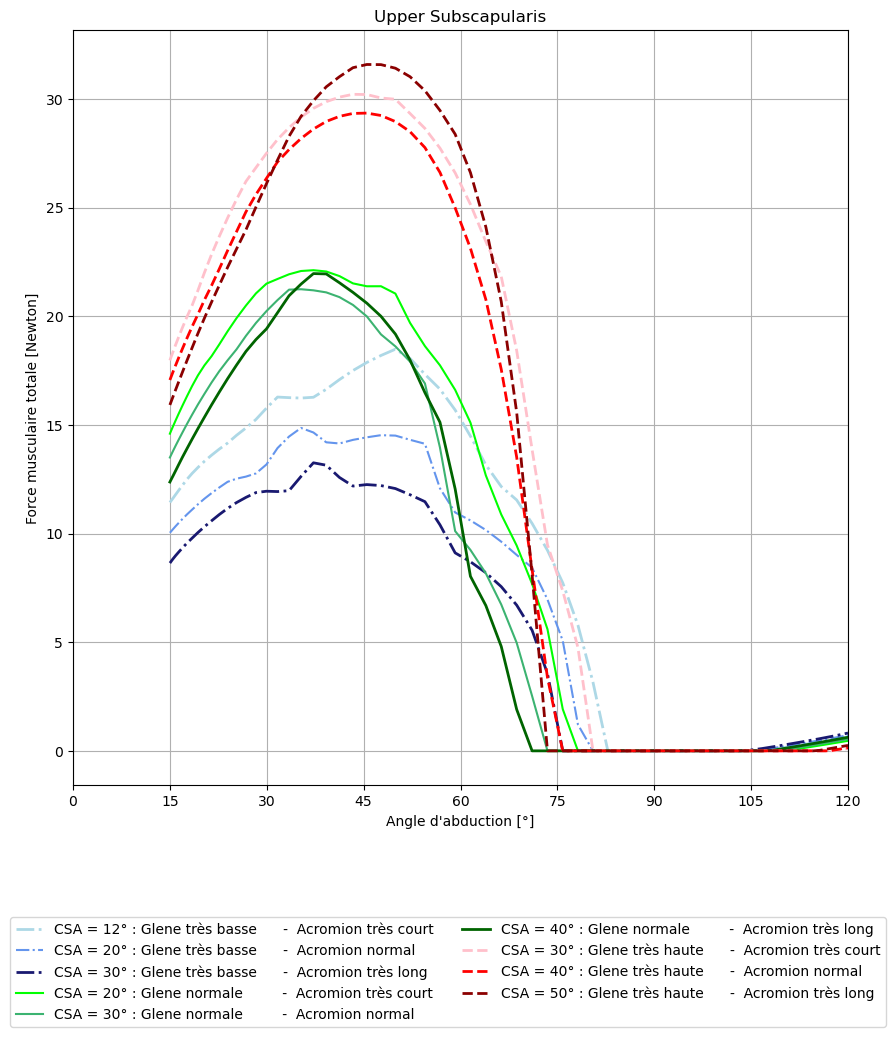 Upper Subscapularis
Force musculaire totale [Newton]
30
25
20
15
10
5
0
0 15 30 45 60 75 90 105 120
Angle d'abduction [°]
CSA = 12° : Glene très basse - Acromion très court
CSA = 20° : Glene très basse - Acromion normal
CSA = 30° : Glene très basse - Acromion très long
CSA = 20° : Glene normale - Acromion très court
CSA = 30° : Glene normale - Acromion normal
CSA = 40° : Glene normale - Acromion très long
CSA = 30° : Glene très haute - Acromion très court
CSA = 40° : Glene très haute - Acromion normal
CSA = 50° : Glene très haute - Acromion très long